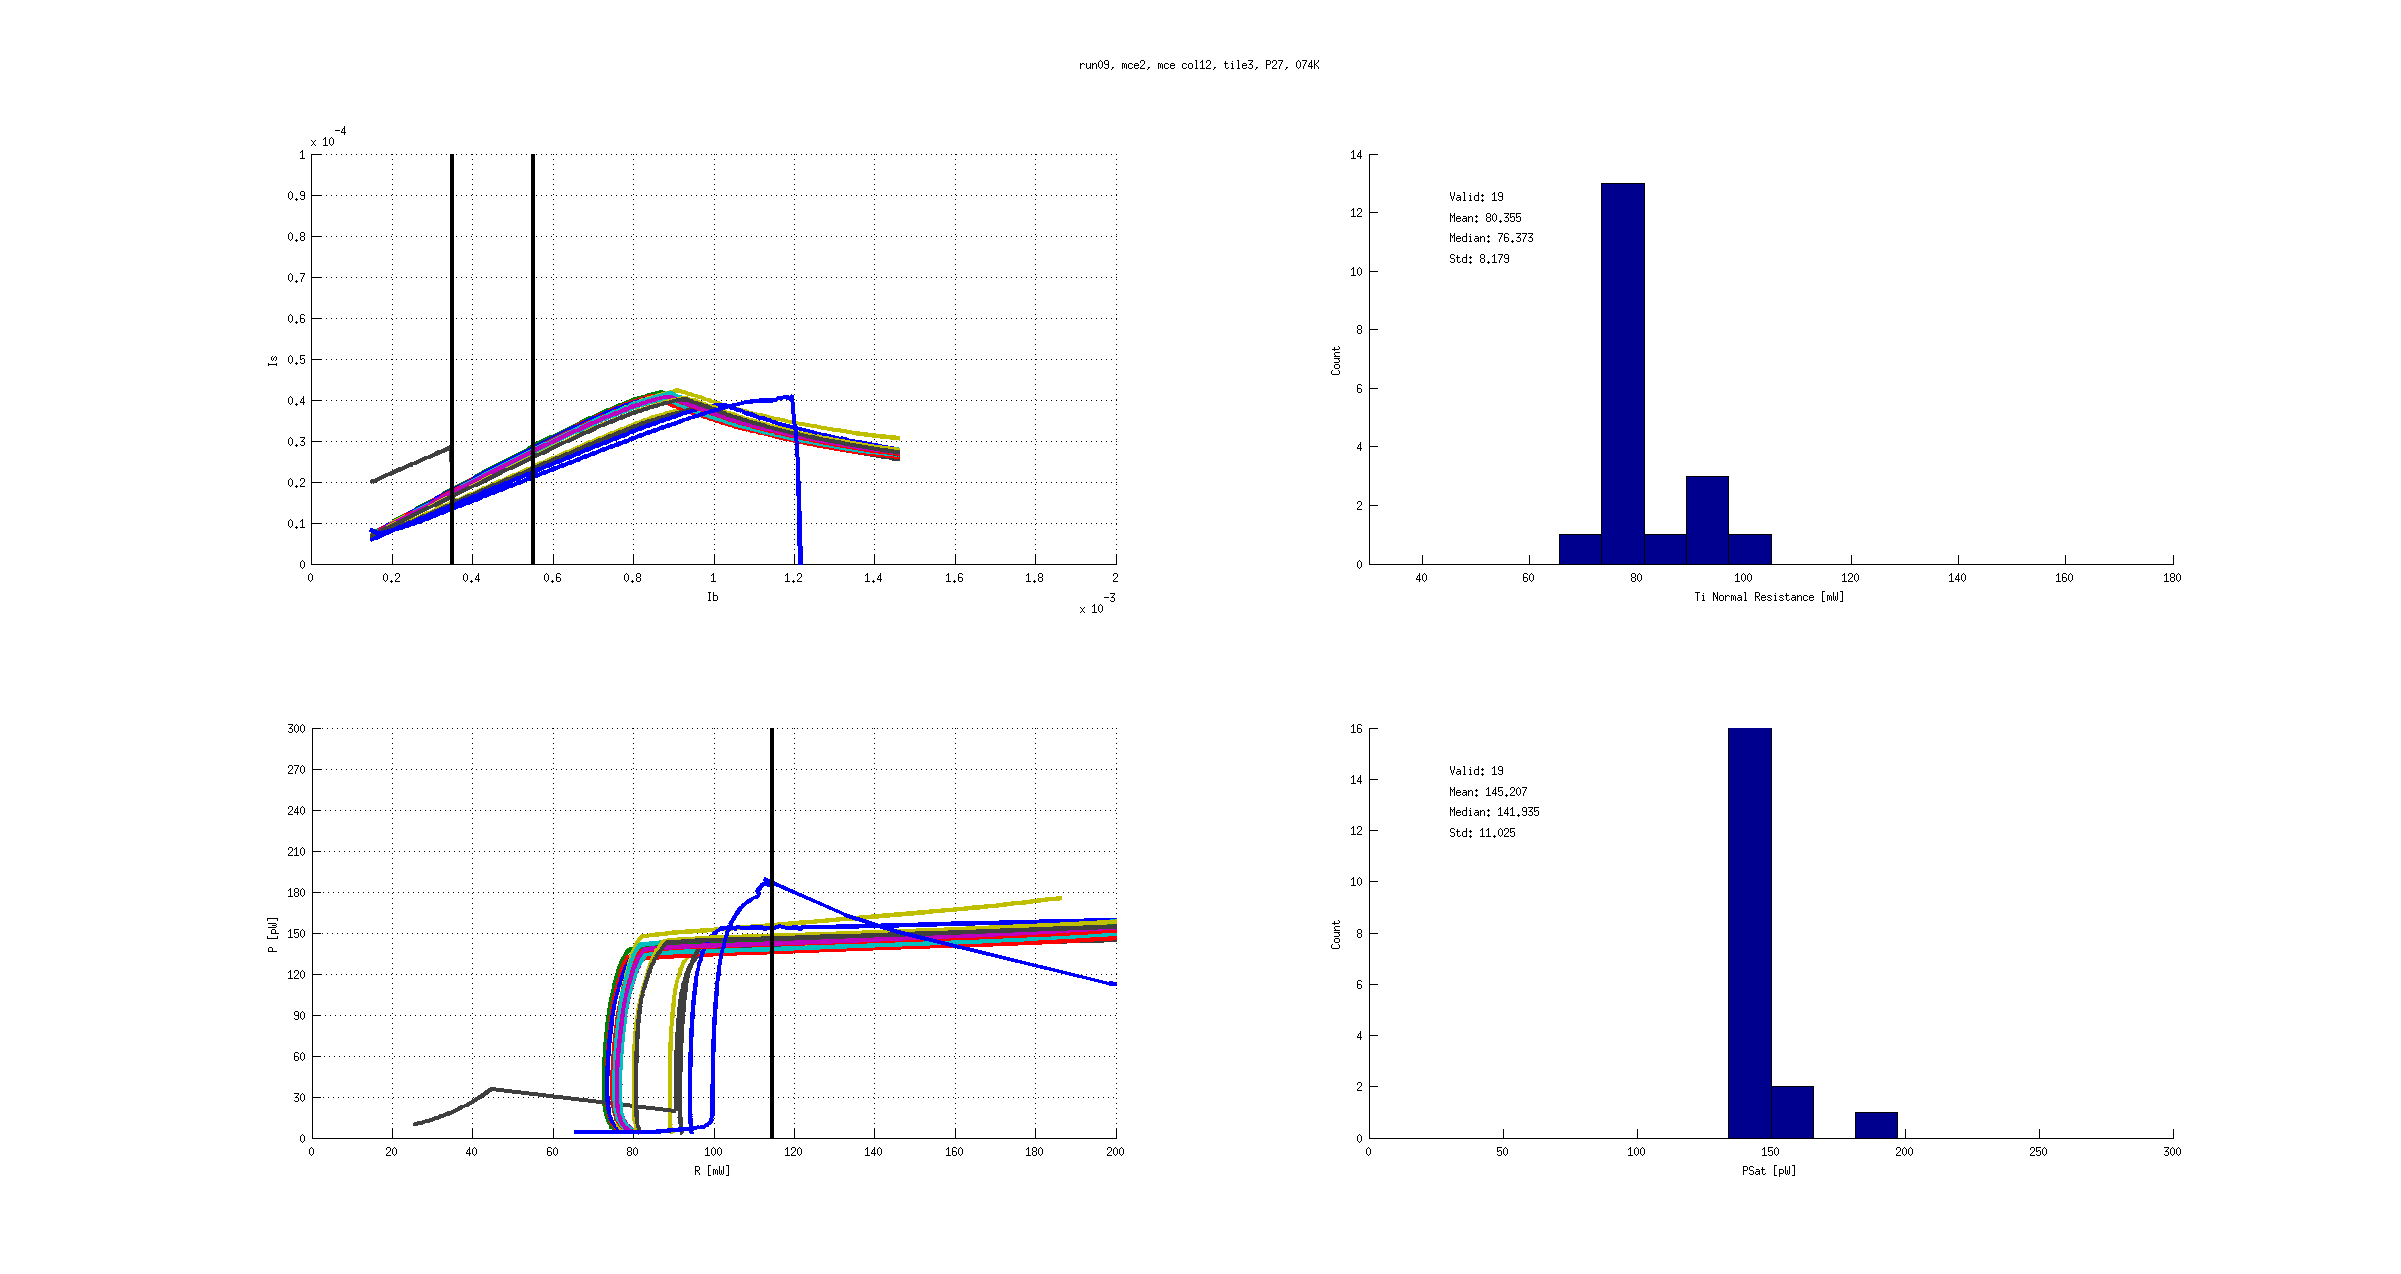 run09, mce2, mce col12, tile3, P27, 074K
x 10 -4
1
0.9
0.8
0.7
0.6
0.5
0.4
0.3
0.2
0.1
0
Is
0 0.2 0.4 0.6 0.8 1 1.2 1.4 1.6 1.8 2
Ib
x 10 -3
14
12
10
8
6
4
2
0
Count
Valid: 19
Mean: 80.355
Median: 76.373
Std: 8.179
40 60 80 100 120 140 160 180
Ti Normal Resistance [mW]
300
270
240
210
180
150
120
90
60
30
0
P [pW]
0 20 40 60 80 100 120 140 160 180 200
R [mW]
16
14
12
10
8
6
4
2
0
Count
Valid: 19
Mean: 145.207
Median: 141.935
Std: 11.025
0 50 100 150 200 250 300
PSat [pW]